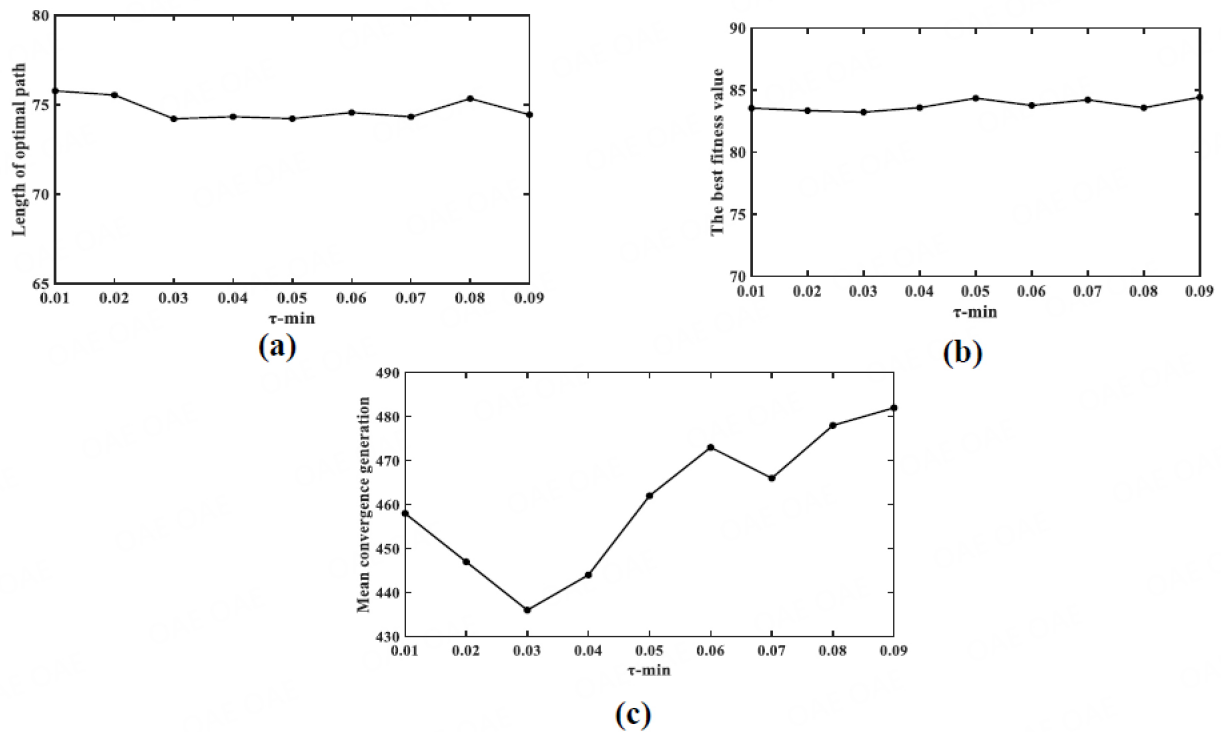 80
75
70
65
Length of optimal path
0.01 0.02 0.03 0.04 0.05 0.06 0.07 0.08 0.09
τ-min
(a)
90
85
80
75
70
The best fitness value
0.01 0.02 0.03 0.04 0.05 0.06 0.07 0.08 0.09
τ-min
(b)
490
480
470
460
450
440
430
Mean convergence generation
0.01 0.02 0.03 0.04 0.05 0.06 0.07 0.08 0.09
τ-min
(c)